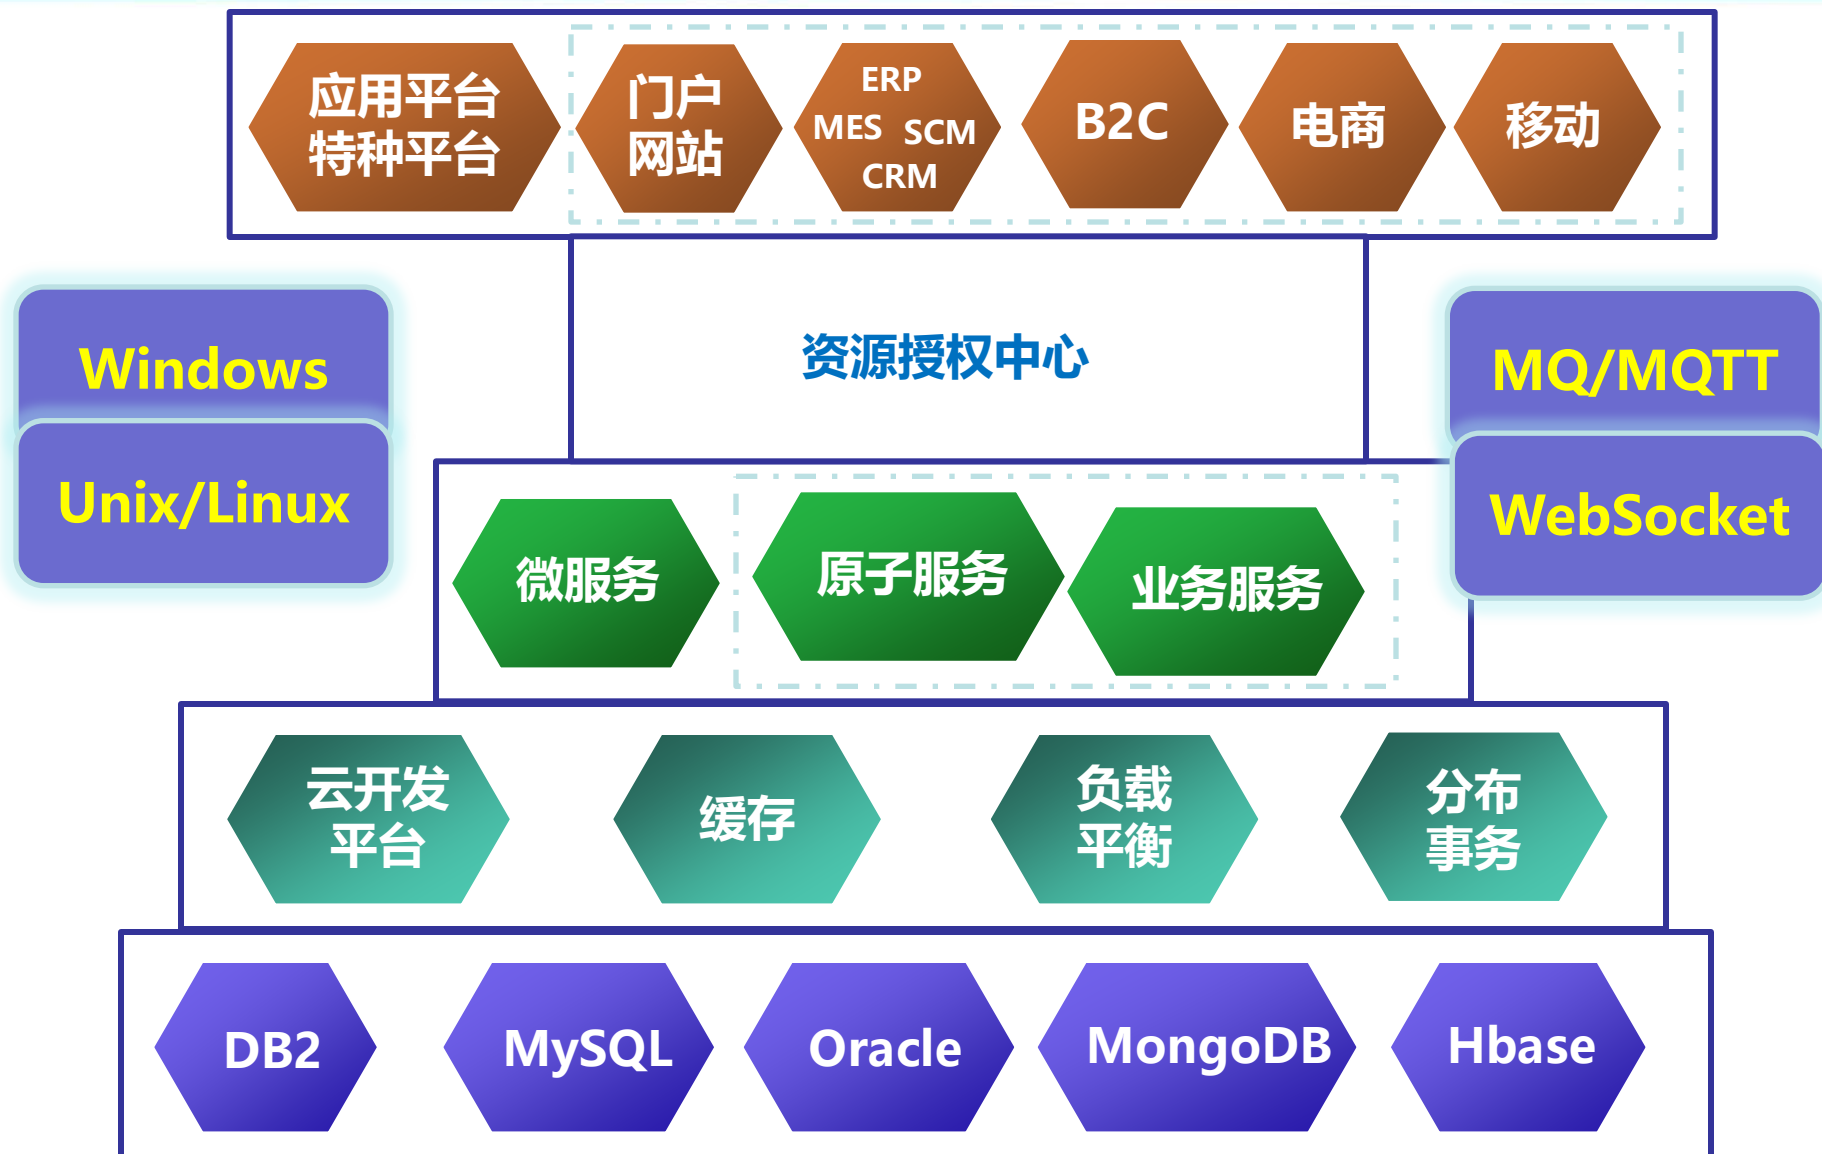 应用平台
特种平台
门户
网站
ERP
MES SCM
CRM
B2C
电商
移动
资源授权中心
Windows
Unix/Linux
MQ/MQTT
WebSocket
微服务
原子服务
业务服务
云开发
平台
缓存
负载
平衡
分布
事务
DB2
MySQL
Oracle
MongoDB
Hbase